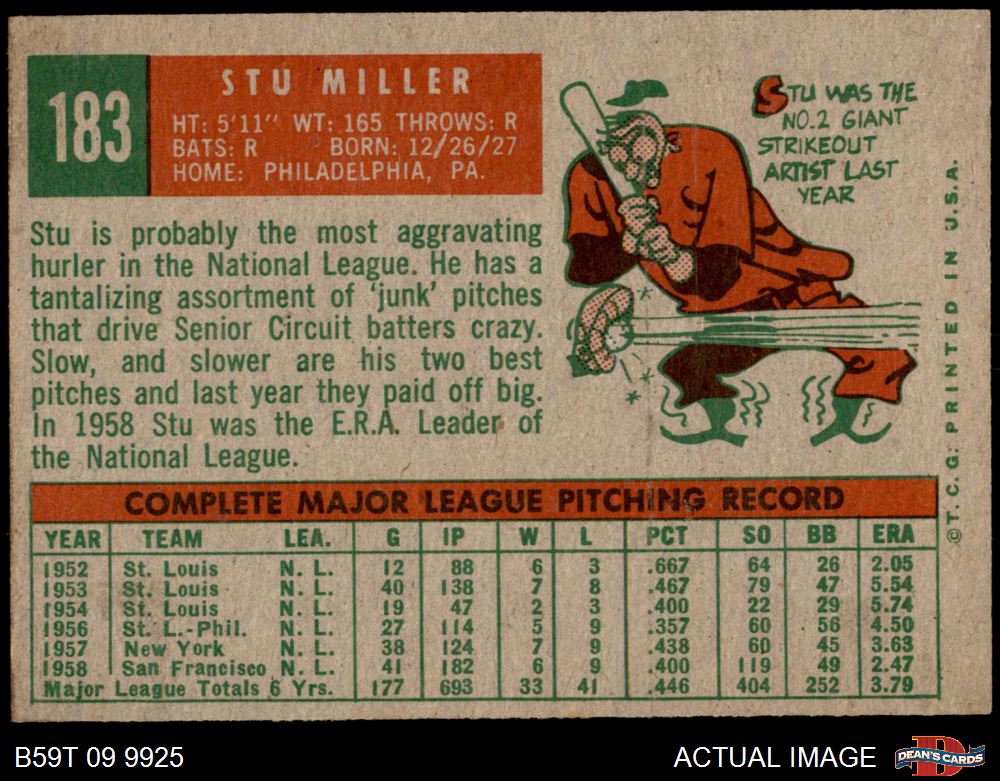 183
STU MILLER
HT: 5'11" WT: 165 THROWS: R
BATS: R BORN: 12/26/27
HOME: PHILADELPHIA, PA.
Stu is probably the most aggravating
hurler in the National League. He has a
tantalizing assortment of 'junk' pitches
that drive Senior Circuit batters crazy.
Slow, and slower are his two best
pitches and last year they paid off big.
In 1958 Stu was the E.R.A. Leader of
the National League.
STU WAS THE
NO.2 GIANT
STRIKEOUT
ARTIST LAST
YEAR
©T.C.G. PRINTED IN U.S.A.
COMPLETE MAJOR LEAGUE PITCHING RECORD
YEAR TEAM LEA. G IP W L PCT SO BB ERA
1952 St. Louis N. L. 12 88 6 3 .667 64 26 2.05
1953 St. Louis N. L. 40 138 7 8 .467 79 47 5.54
1954 St. Louis N. L. 19 47 2 3 .400 22 29 5.74
1956 St. L.-Phil. N. L. 27 114 5 9 .357 60 56 4.50
1957 New York N. L. 38 124 7 9 .438 60 45 3.63
1958 San Francisco N. L. 41 182 6 9 .400 119 49 2.47
Major League Totals 6 Yrs. 177 693 33 41 .446 404 252 3.79
B59T 09 9925
ACTUAL IMAGE
DEAN'S CARDS